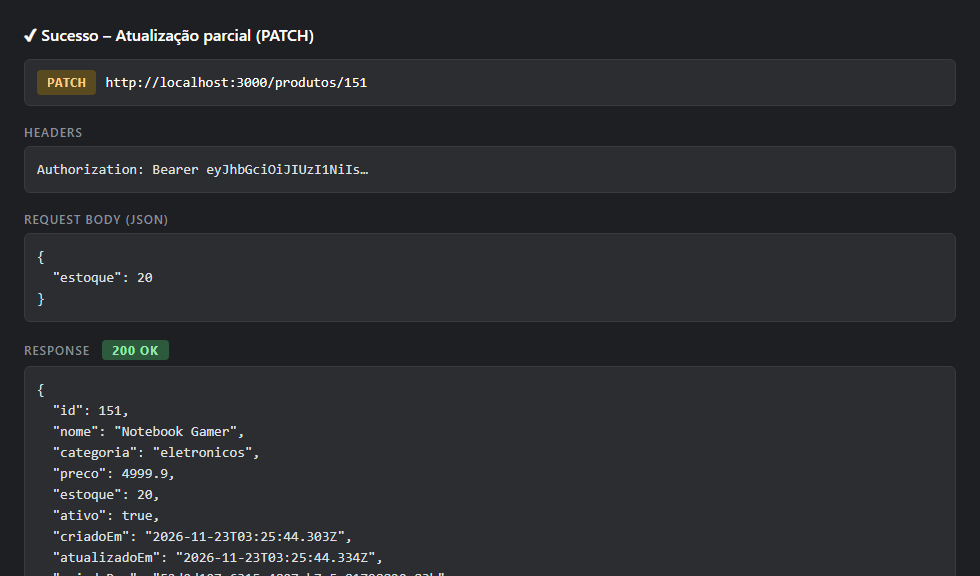 ✔ Sucesso – Atualização parcial (PATCH)
PATCH http://localhost:3000/produtos/151
HEADERS
Authorization: Bearer eyJhbGciOiJIUzI1NiIs…
REQUEST BODY (JSON)
{
  "estoque": 20
}
RESPONSE 200 OK
{
  "id": 151,
  "nome": "Notebook Gamer",
  "categoria": "eletronicos",
  "preco": 4999.9,
  "estoque": 20,
  "ativo": true,
  "criadoEm": "2026-11-23T03:25:44.303Z",
  "atualizadoEm": "2026-11-23T03:25:44.334Z",